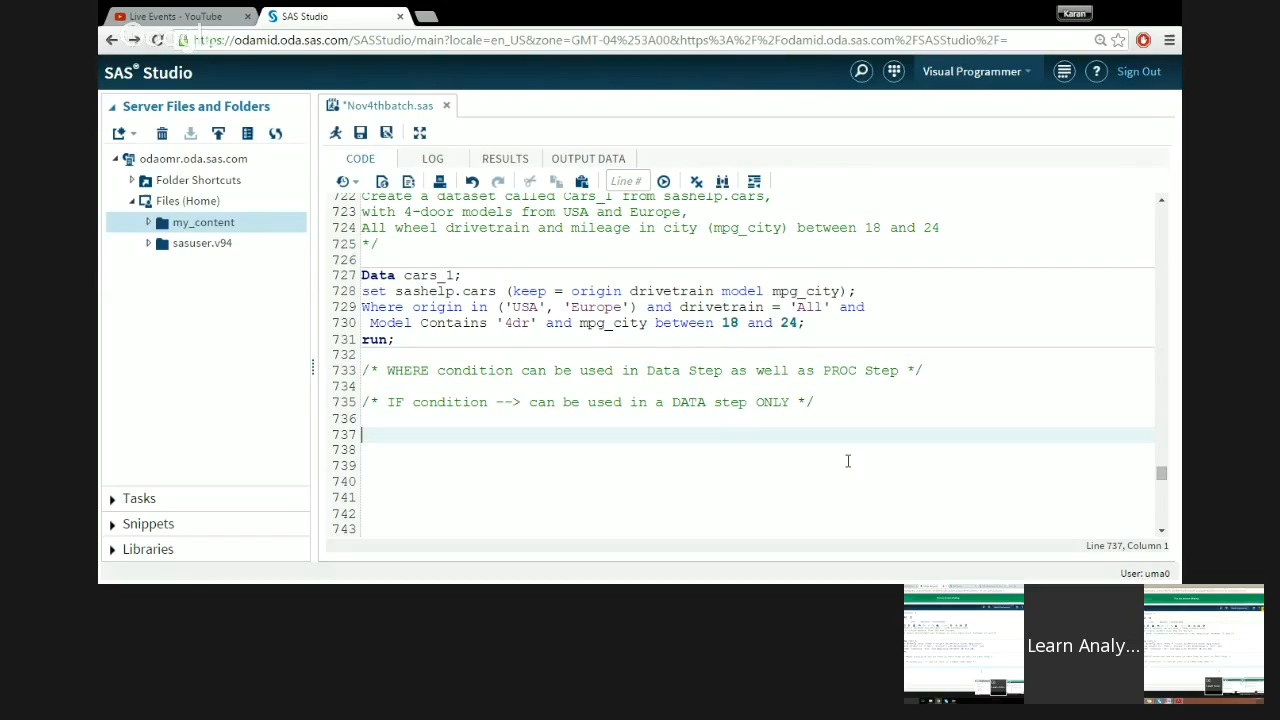 Live Events - YouTube
SAS Studio
Karan
https://odamid.oda.sas.com/SASStudio/main?locale=en_US&zone=GMT-04%253A00&https%3A%2F%2Fodamid.oda.sas.com%2FSASStudio%2F=
SAS® Studio
Visual Programmer
Sign Out
Server Files and Folders
*Nov4thbatch.sas
CODE
LOG
RESULTS
OUTPUT DATA
Line #
odaomr.oda.sas.com
Folder Shortcuts
Files (Home)
my_content
sasuser.v94
Tasks
Snippets
Libraries
722 Create a dataset called Cars_1 from sashelp.cars,
723 with 4-door models from USA and Europe,
724 All wheel drivetrain and mileage in city (mpg_city) between 18 and 24
725 */
726
727 Data cars_1;
728 set sashelp.cars (keep = origin drivetrain model mpg_city);
729 Where origin in ('USA', 'Europe') and drivetrain = 'All' and
730 Model Contains '4dr' and mpg_city between 18 and 24;
731 run;
732
733 /* WHERE condition can be used in Data Step as well as PROC Step */
734
735 /* IF condition --> can be used in a DATA step ONLY */
736
737
738
739
740
741
742
743
Line 737, Column 1
User: uma0
Learn Analy...